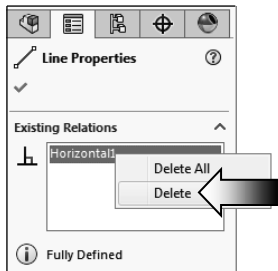 Line Properties
Existing Relations
Horizontal1
Delete All
Delete
Fully Defined